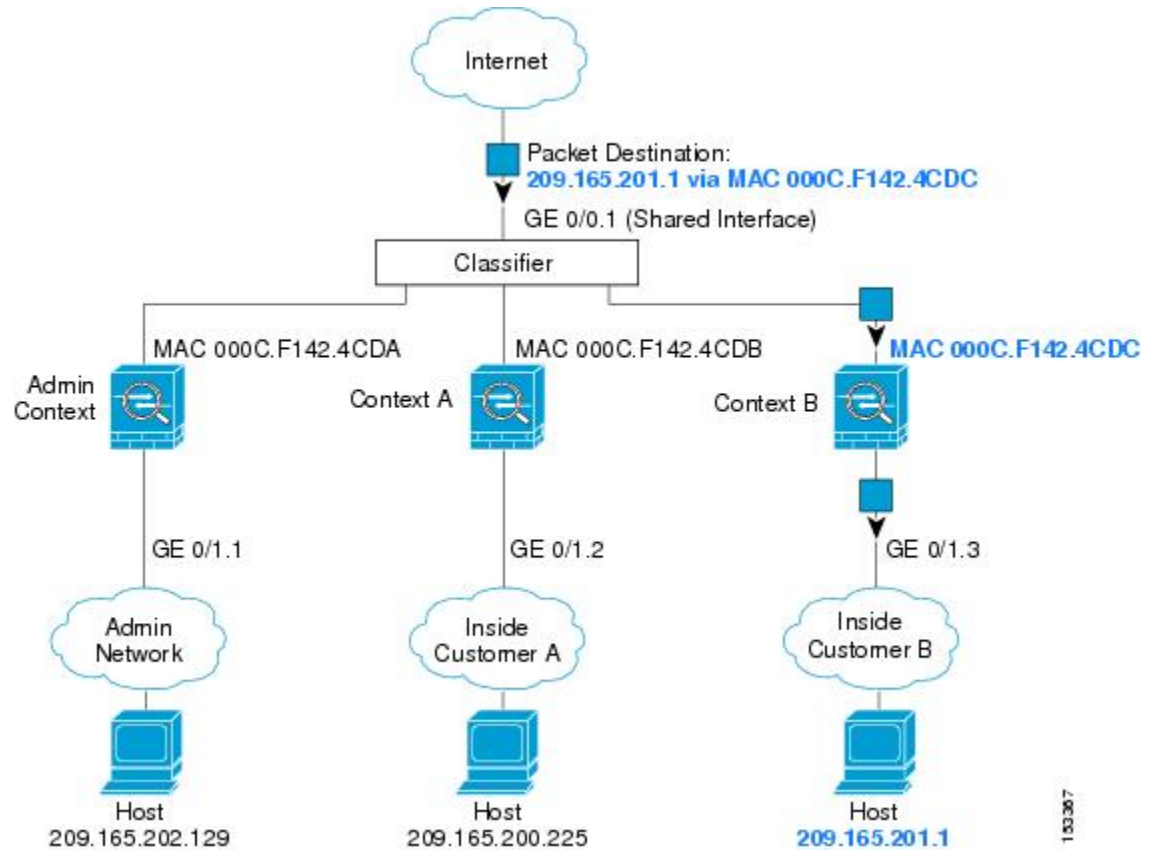 Internet
Packet Destination:
209.165.201.1 via MAC 000C.F142.4CDC
GE 0/0.1 (Shared Interface)
Classifier
MAC 000C.F142.4CDA
MAC 000C.F142.4CDB
MAC 000C.F142.4CDC
Admin
Context
Context A
Context B
GE 0/1.1
GE 0/1.2
GE 0/1.3
Admin
Network
Inside
Customer A
Inside
Customer B
Host
209.165.202.129
Host
209.165.200.225
Host
209.165.201.1
153367